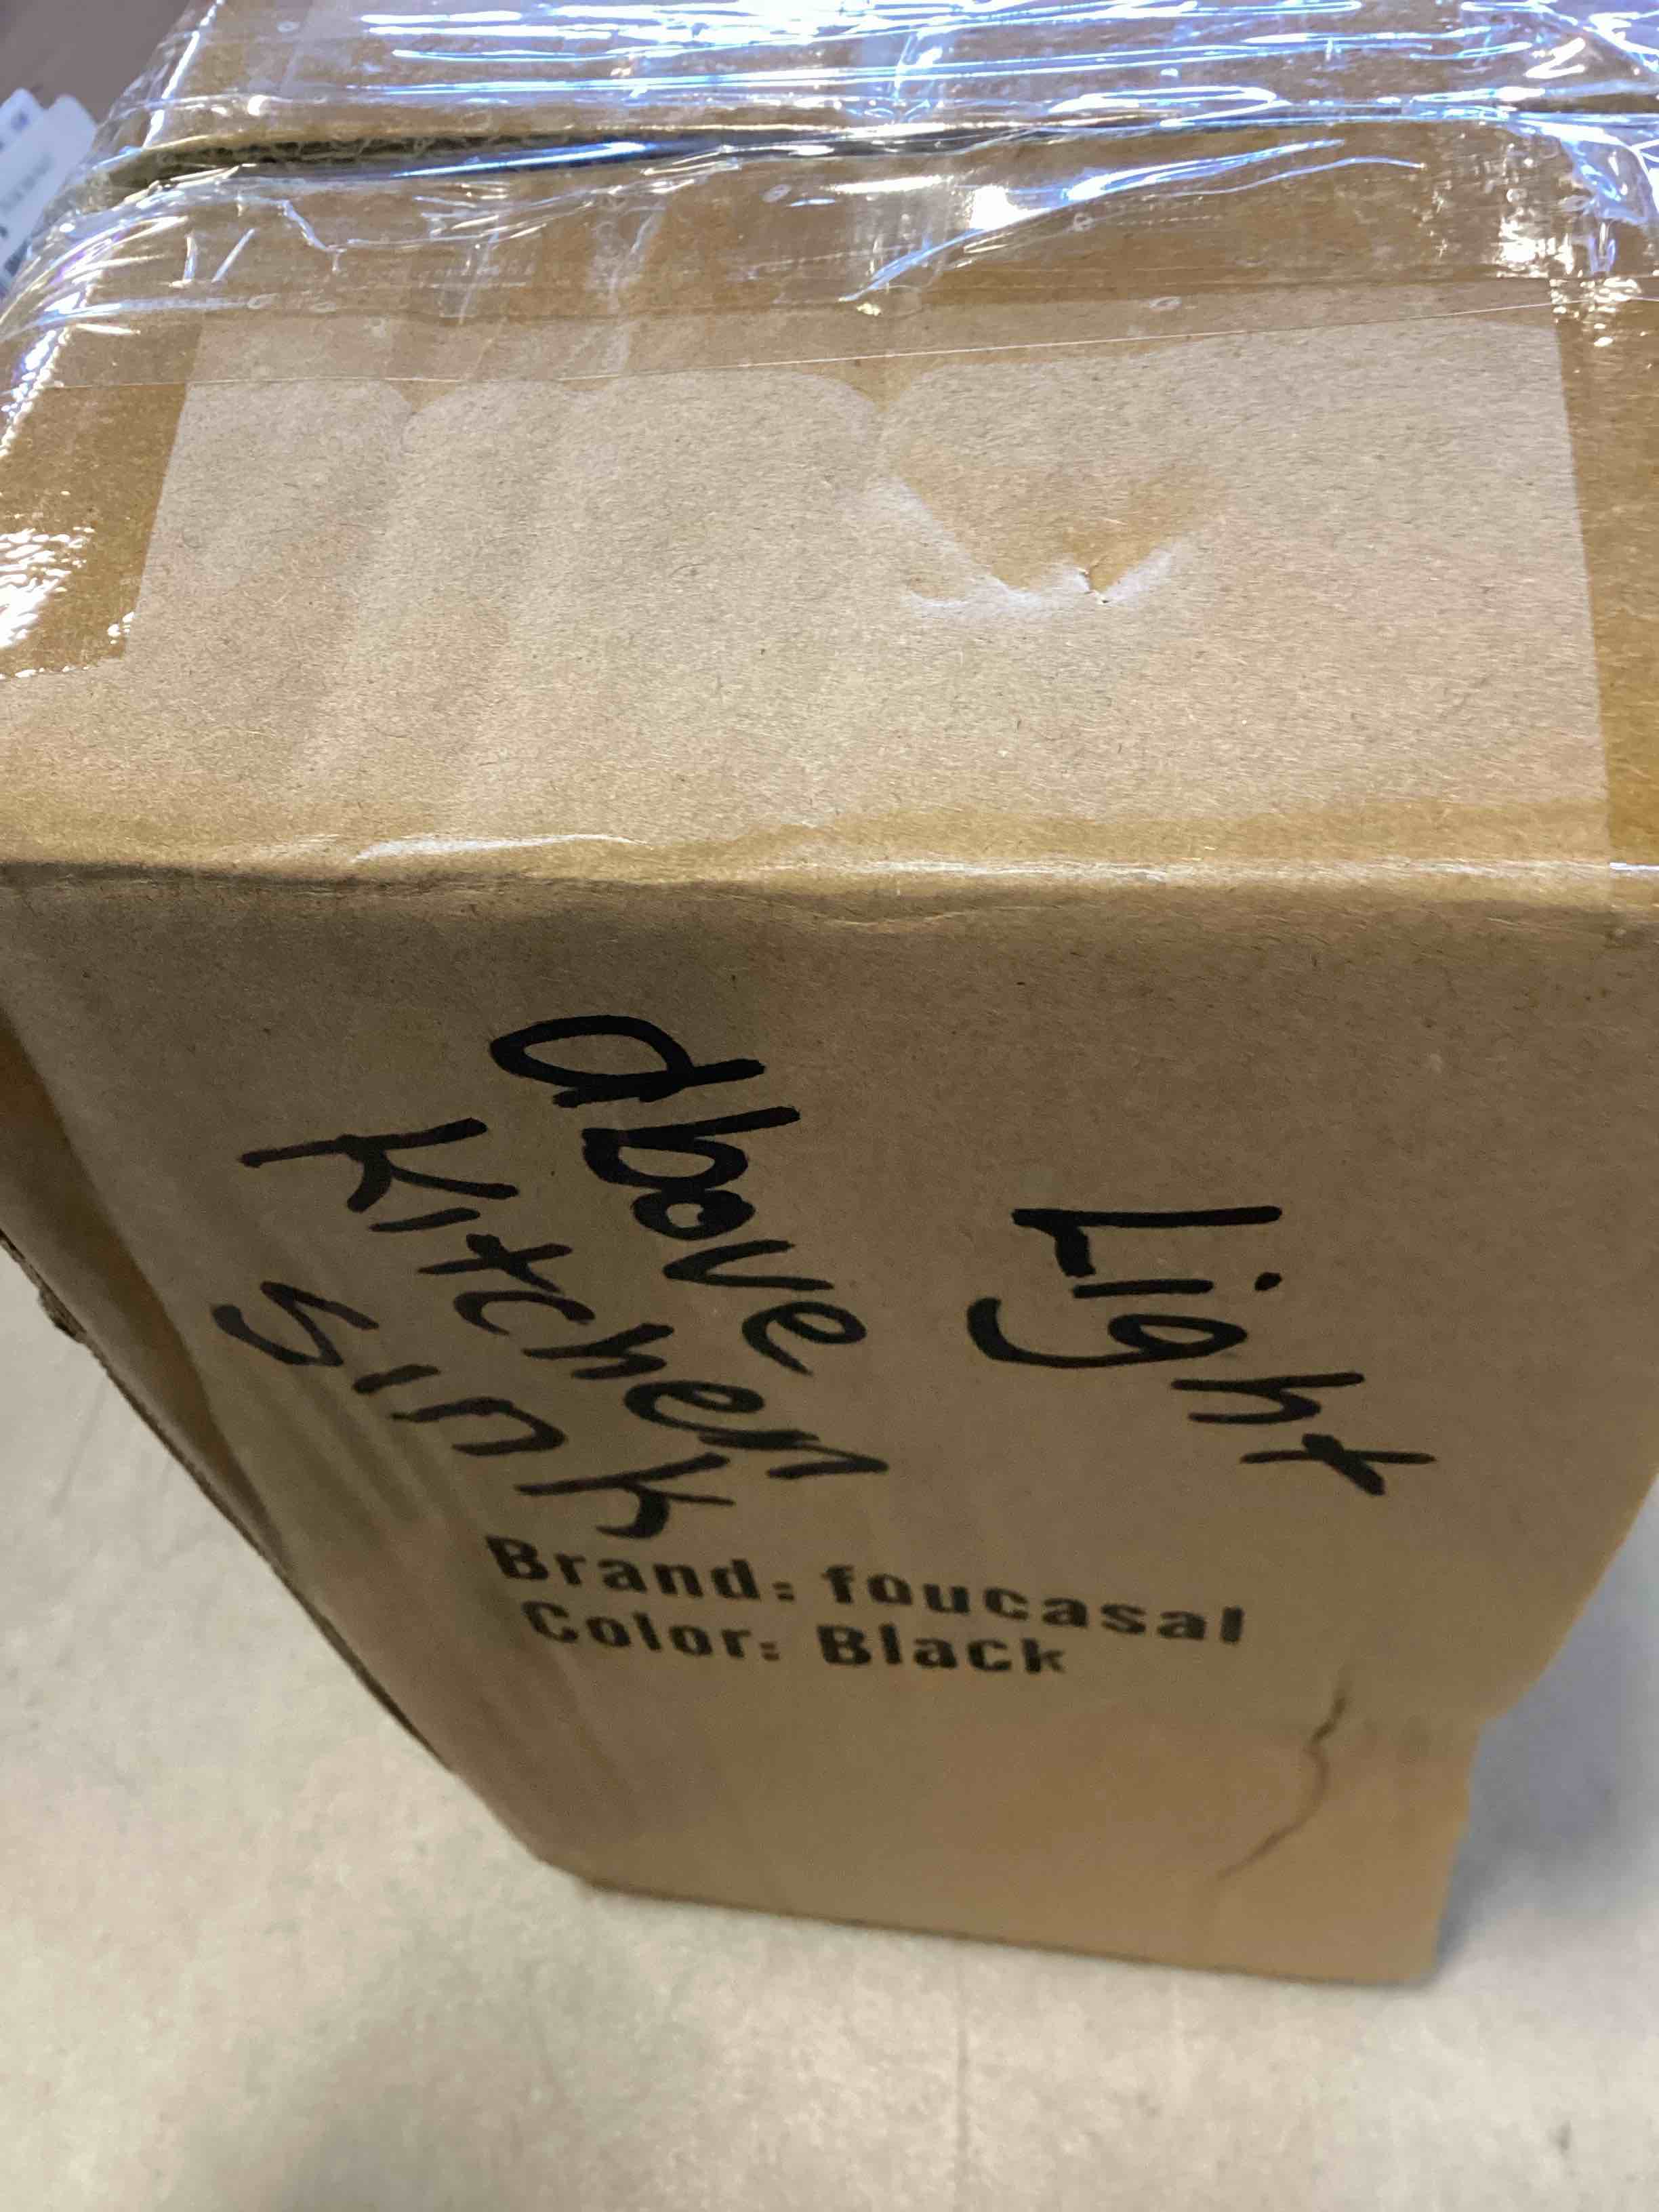 Light
above
Kitchen
Sink
Brand: foucasal
Color: Black